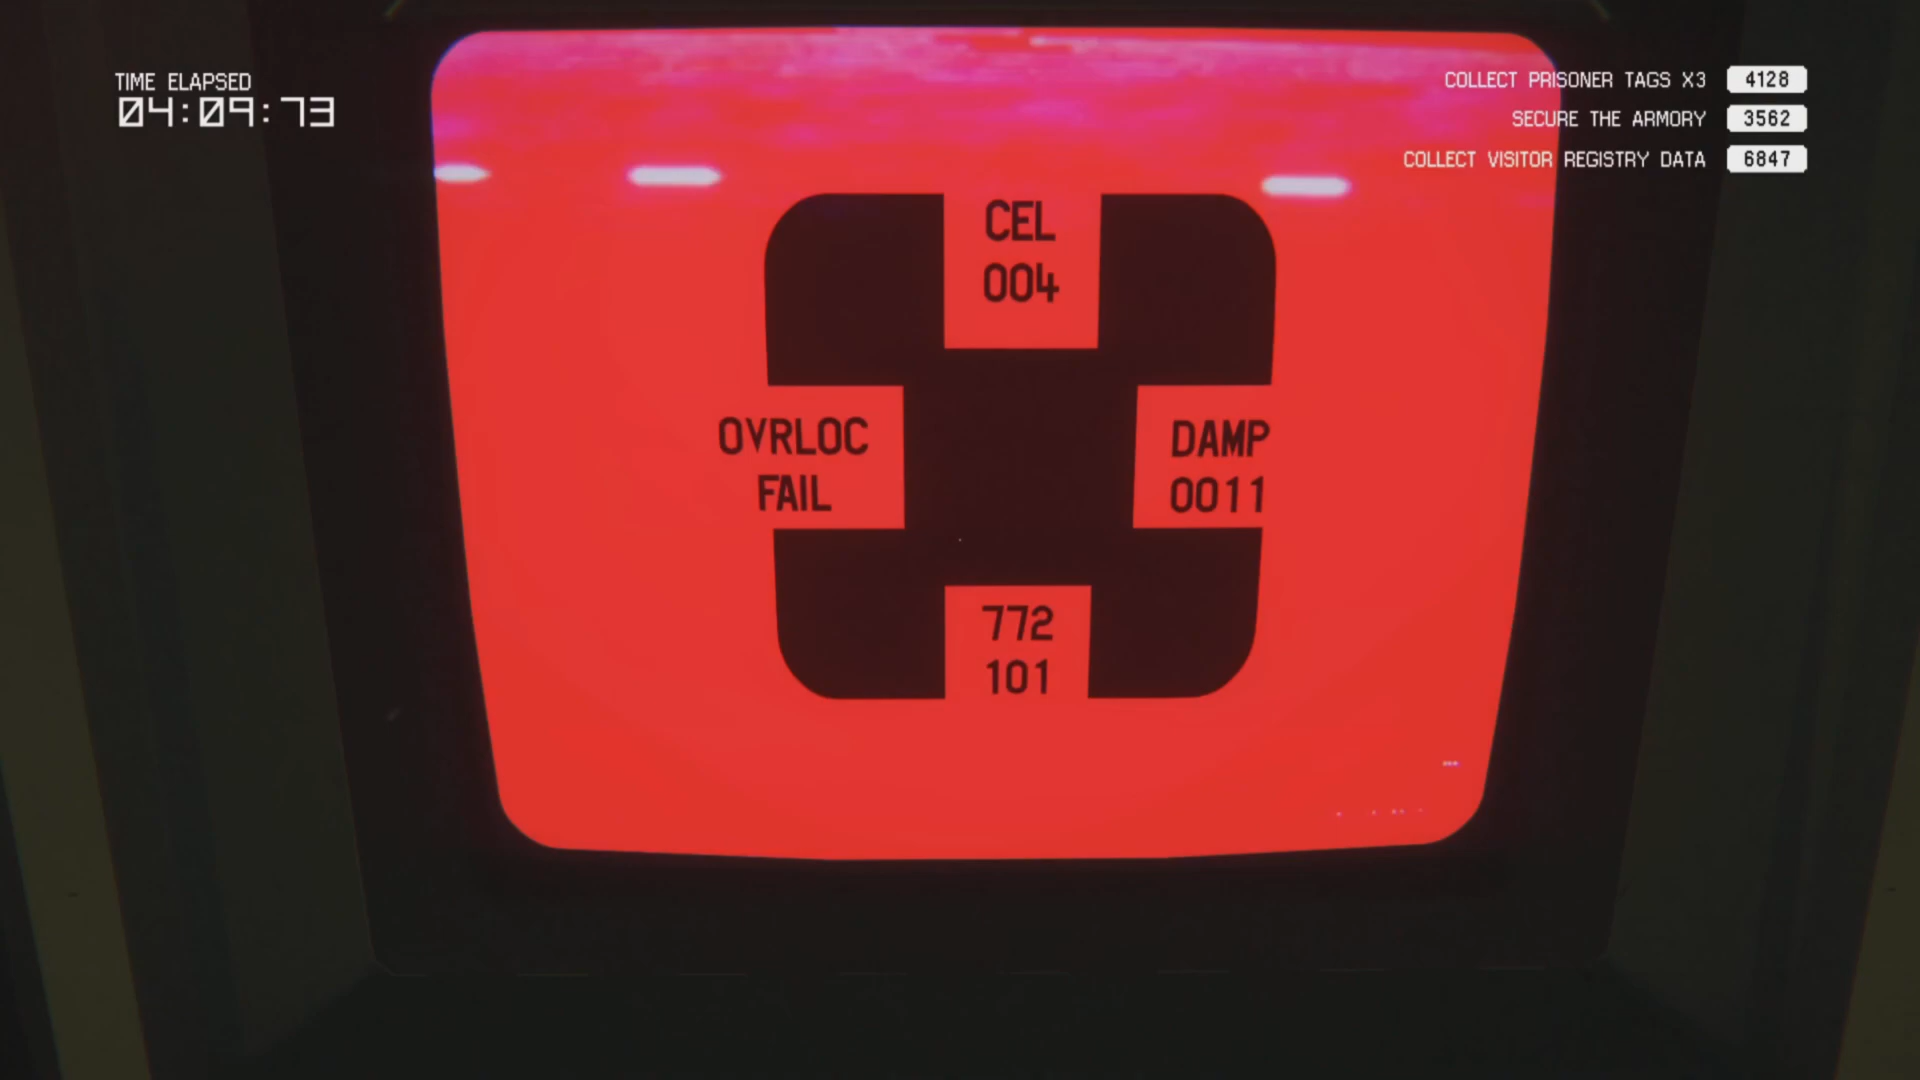 TIME ELAPSED
04:09:73
COLLECT PRISONER TAGS X3 4128
SECURE THE ARMORY 3562
COLLECT VISITOR REGISTRY DATA 6847
CEL
004
OVRLOC
FAIL
DAMP
0011
772
101